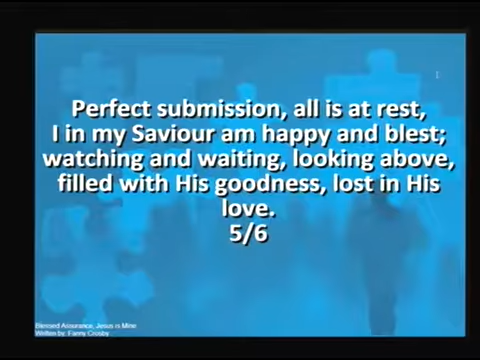 Perfect submission, all is at rest,
I in my Saviour am happy and blest;
watching and waiting, looking above,
filled with His goodness, lost in His
love.
5/6
Blessed Assurance, Jesus is Mine
Written by: Fanny Crosby